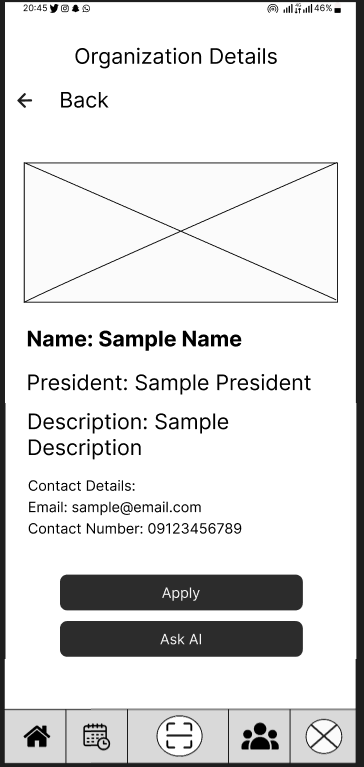 20:45 46%
Organization Details
Back
Name: Sample Name
President: Sample President
Description: Sample
Description
Contact Details:
Email: sample@email.com
Contact Number: 09123456789
Apply
Ask AI